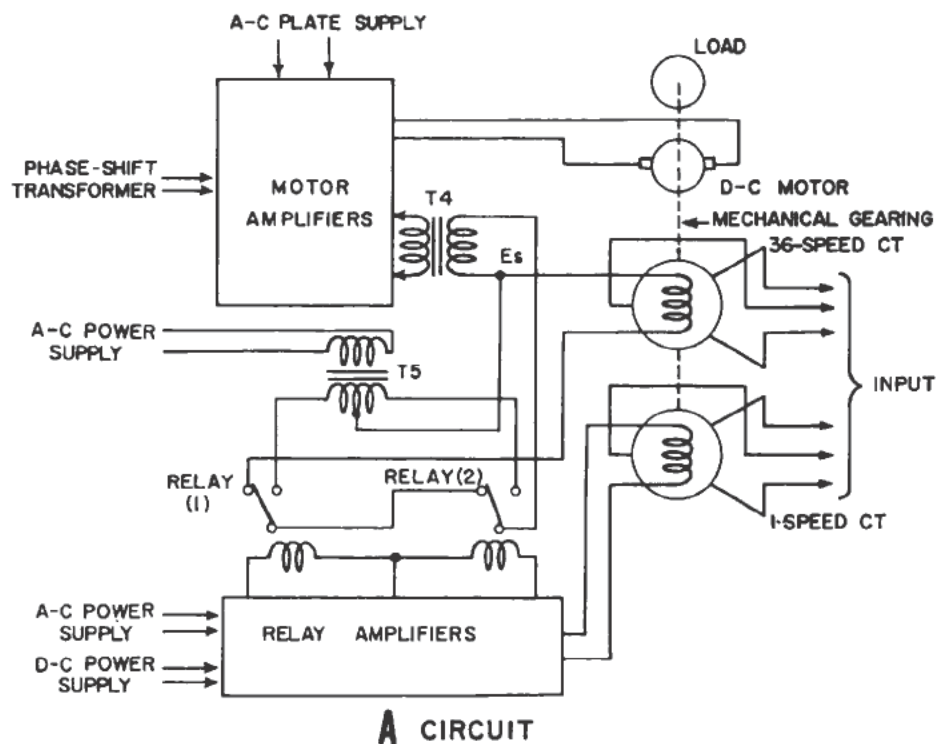 A-C PLATE SUPPLY
LOAD
PHASE-SHIFT
TRANSFORMER
MOTOR
AMPLIFIERS
T4
D-C MOTOR
MECHANICAL GEARING
36-SPEED CT
Es
A-C POWER
SUPPLY
T5
INPUT
RELAY
(1)
RELAY(2)
1-SPEED CT
A-C POWER
SUPPLY
RELAY AMPLIFIERS
D-C POWER
SUPPLY
A CIRCUIT